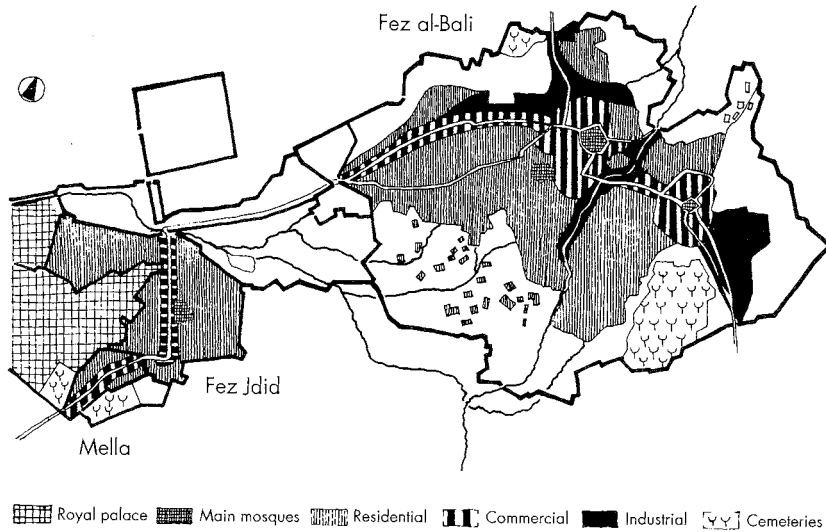 Fez al-Bali
Fez Jdid
Mella
Royal palace
Main mosques
Residential
Commercial
Industrial
Cemeteries